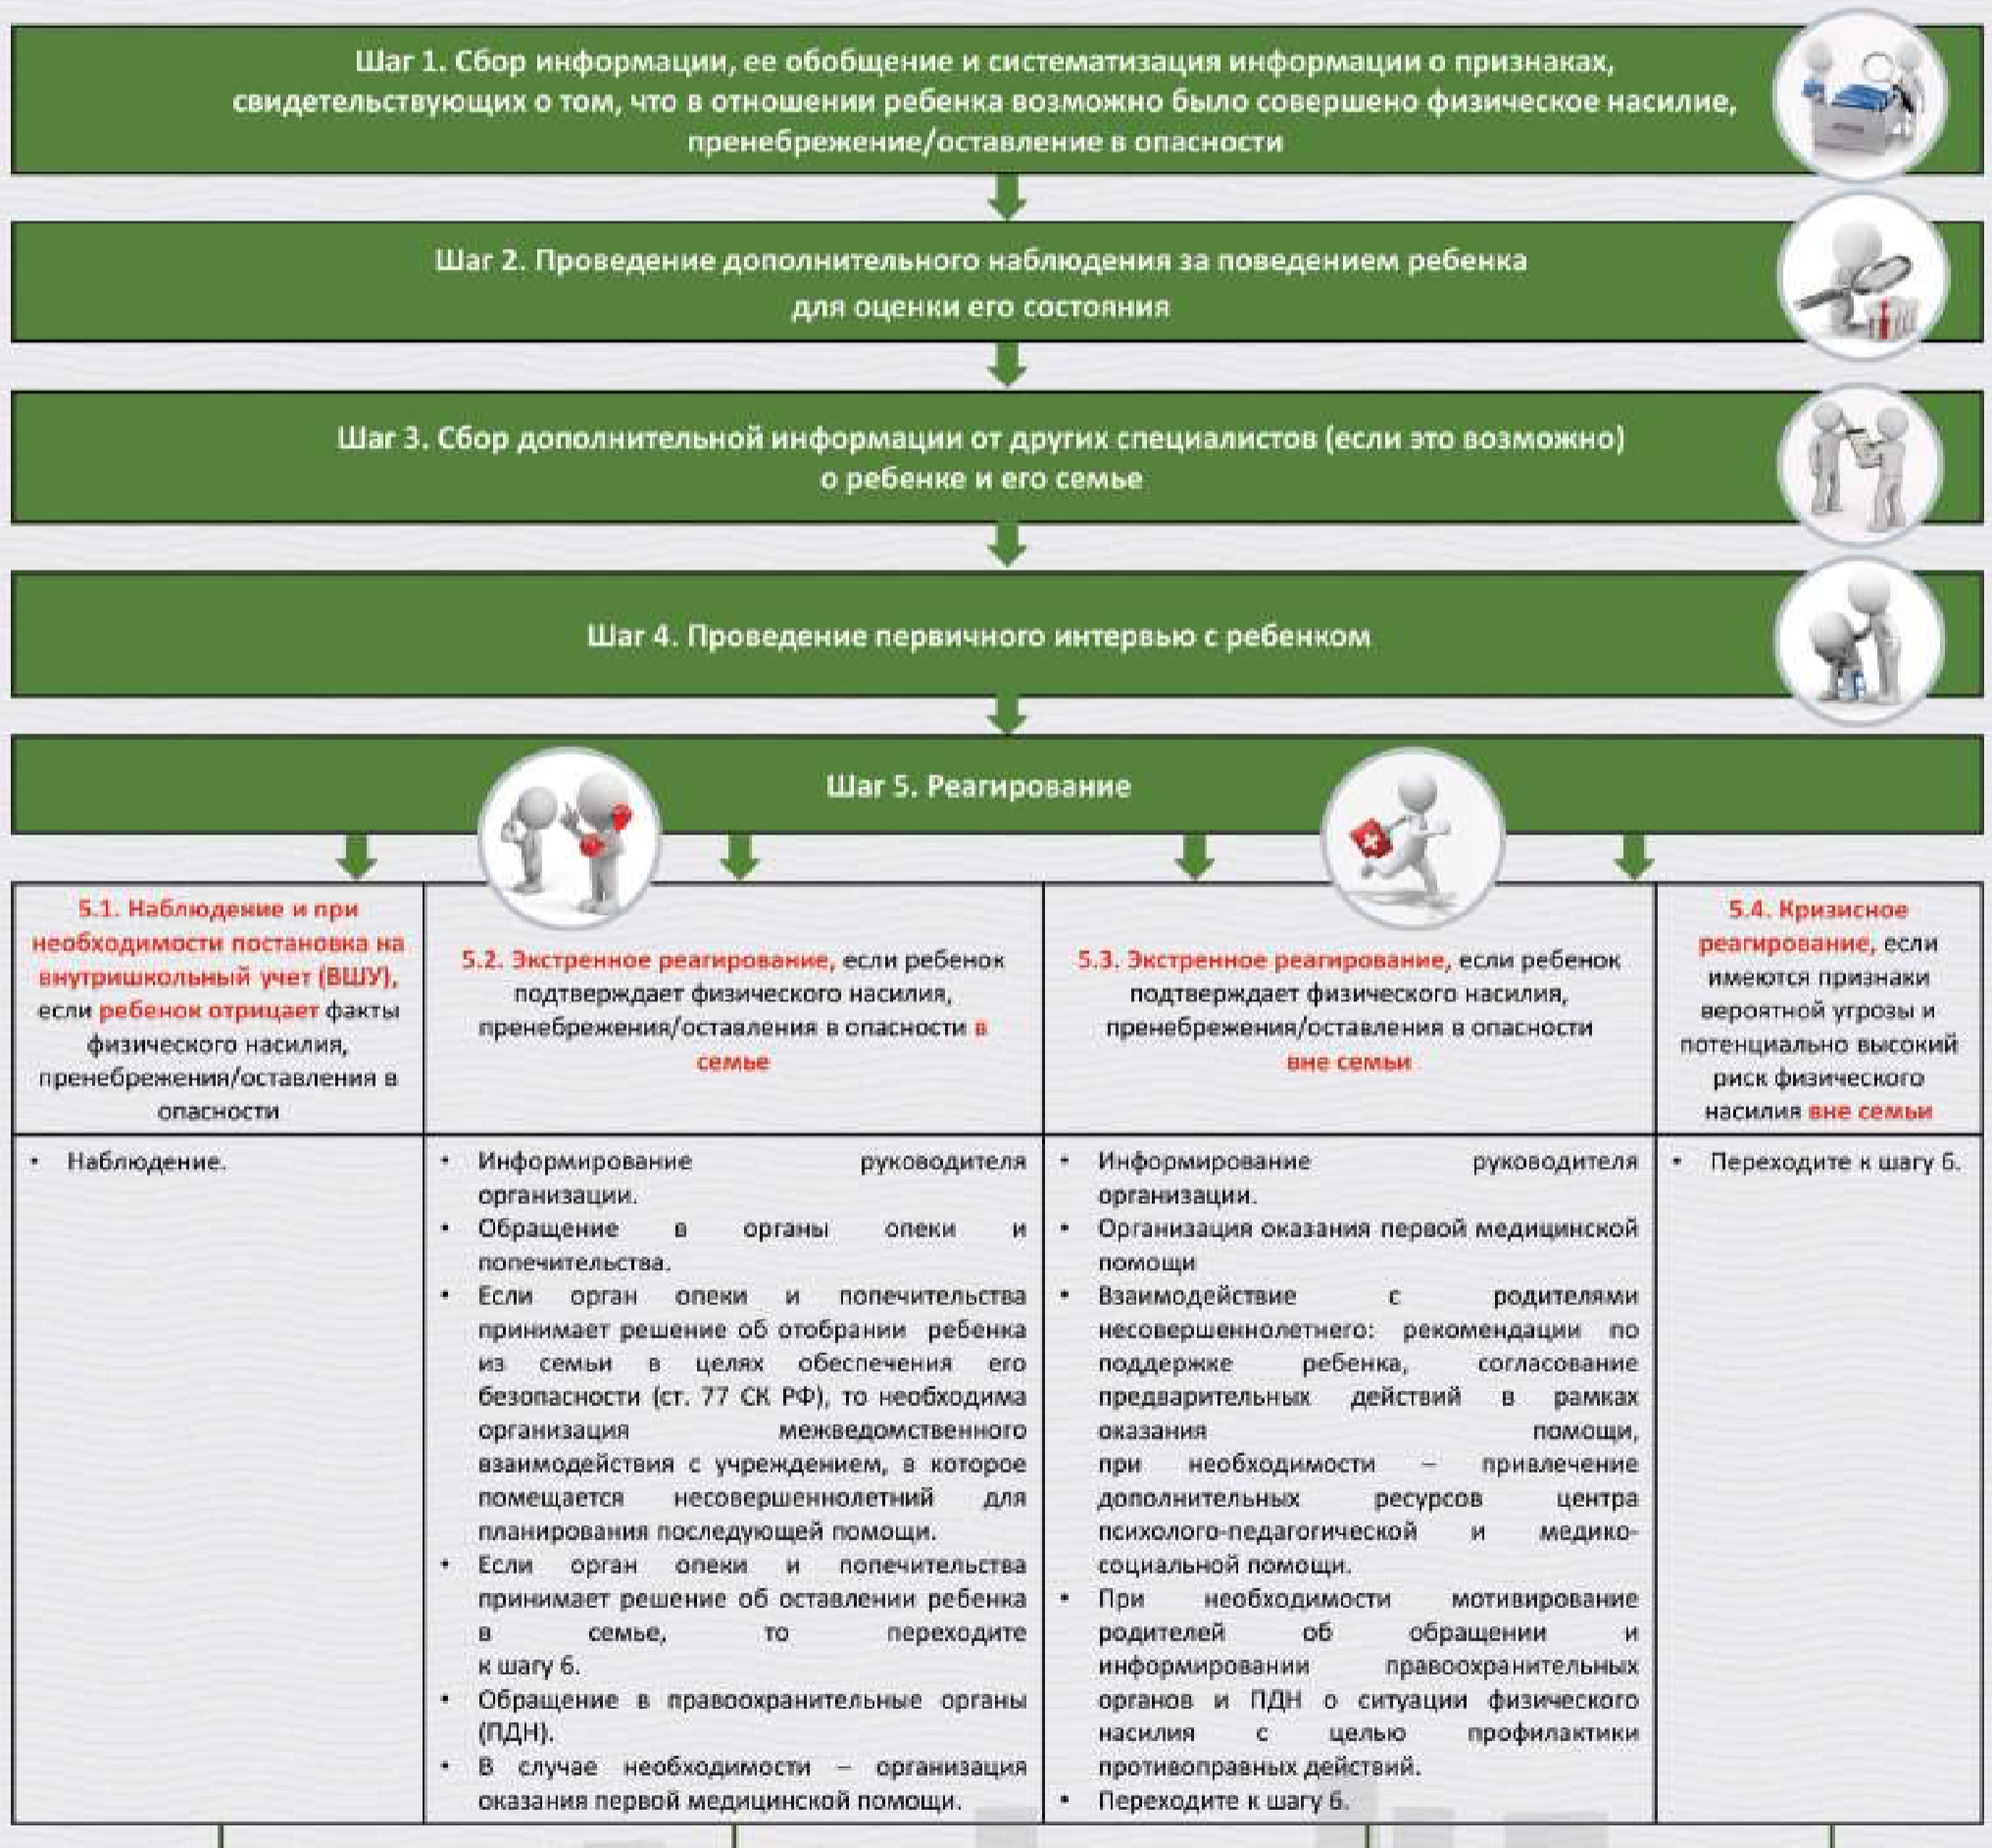 Шаг 1. Сбор информации, ее обобщение и систематизация информации о признаках,
свидетельствующих о том, что в отношении ребенка возможно было совершено физическое насилие,
пренебрежение/оставление в опасности
Шаг 2. Проведение дополнительного наблюдения за поведением ребенка
для оценки его состояния
Шаг 3. Сбор дополнительной информации от других специалистов (если это возможно)
о ребенке и его семье
Шаг 4. Проведение первичного интервью с ребенком
Шаг 5. Реагирование
5.1. Наблюдение и при
необходимости постановка на
внутришкольный учет (ВШУ),
если ребенок отрицает факты
физического насилия,
пренебрежения/оставления в
опасности
• Наблюдение.
5.2. Экстренное реагирование, если ребенок
подтверждает физического насилия,
пренебрежения/оставления в опасности в
семье
• Информирование руководителя
организации.
• Обращение в органы опеки и
попечительства.
• Если орган опеки и попечительства
принимает решение об отобрании ребенка
из семьи в целях обеспечения его
безопасности (ст. 77 СК РФ), то необходима
организация межведомственного
взаимодействия с учреждением, в которое
помещается несовершеннолетний для
планирования последующей помощи.
• Если орган опеки и попечительства
принимает решение об оставлении ребенка
в семье, то переходите
к шагу 6.
• Обращение в правоохранительные органы
(ПДН).
• В случае необходимости – организация
оказания первой медицинской помощи.
5.3. Экстренное реагирование, если ребенок
подтверждает физического насилия,
пренебрежения/оставления в опасности
вне семьи
• Информирование руководителя
организации.
• Организация оказания первой медицинской
помощи
• Взаимодействие с родителями
несовершеннолетнего: рекомендации по
поддержке ребенка, согласование
предварительных действий в рамках
оказания помощи,
при необходимости – привлечение
дополнительных ресурсов центра
психолого-педагогической и медико-
социальной помощи.
• При необходимости мотивирование
родителей об обращении и
информировании правоохранительных
органов и ПДН о ситуации физического
насилия с целью профилактики
противоправных действий.
• Переходите к шагу 6.
5.4. Кризисное
реагирование, если
имеются признаки
вероятной угрозы и
потенциально высокий
риск физического
насилия вне семьи
• Переходите к шагу 6.